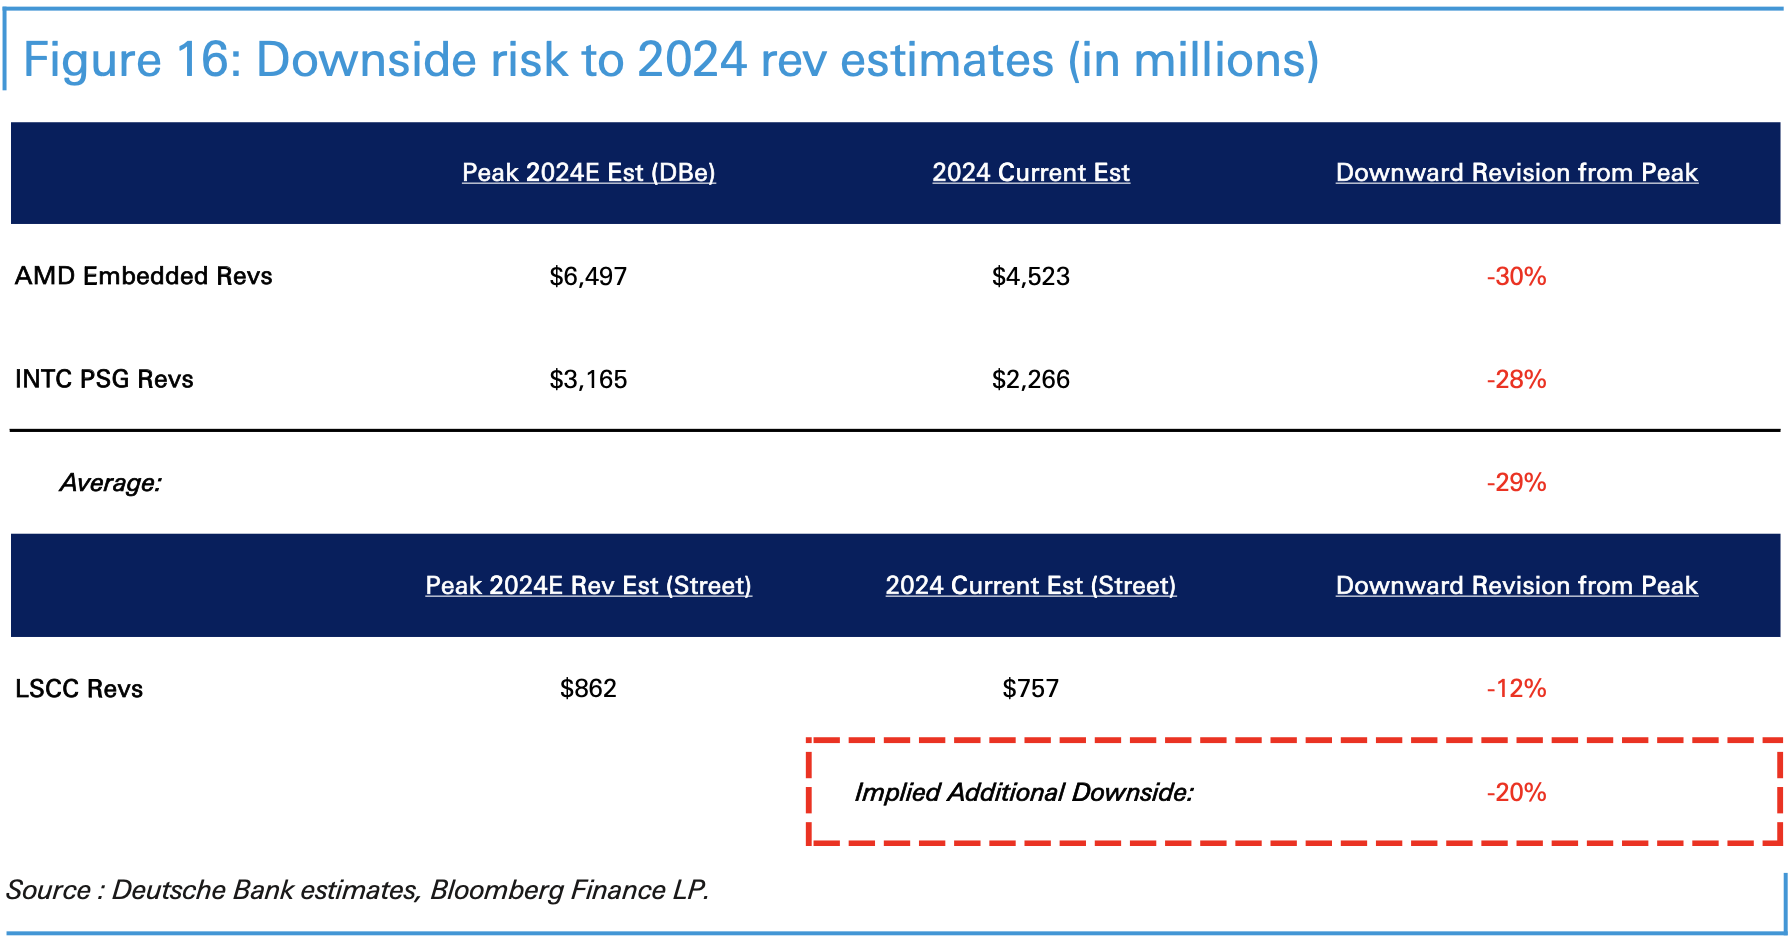 Figure 16: Downside risk to 2024 rev estimates (in millions)
Peak 2024E Est (DBe) 2024 Current Est Downward Revision from Peak
AMD Embedded Revs $6,497 $4,523 -30%
INTC PSG Revs $3,165 $2,266 -28%
Average: -29%
Peak 2024E Rev Est (Street) 2024 Current Est (Street) Downward Revision from Peak
LSCC Revs $862 $757 -12%
Implied Additional Downside: -20%
Source : Deutsche Bank estimates, Bloomberg Finance LP.